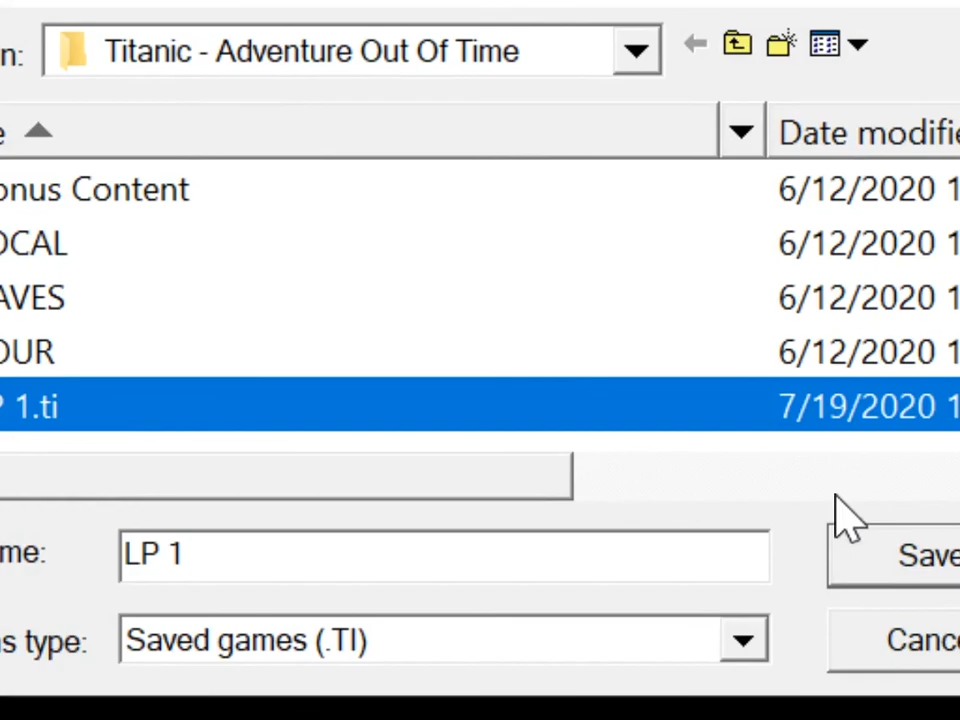 n: Titanic - Adventure Out Of Time
e Date modifie
onus Content 6/12/2020 1
OCAL 6/12/2020 1
AVES 6/12/2020 1
OUR 6/12/2020 1
P 1.ti 7/19/2020 1
me: LP 1 Save
s type: Saved games (.TI) Cance